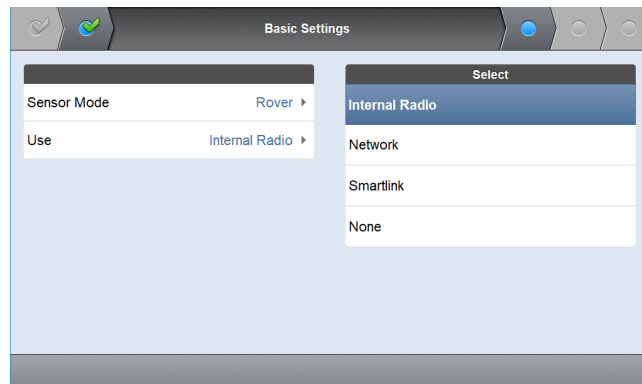 Basic Settings
Sensor Mode Rover
Use Internal Radio
Select
Internal Radio
Network
Smartlink
None